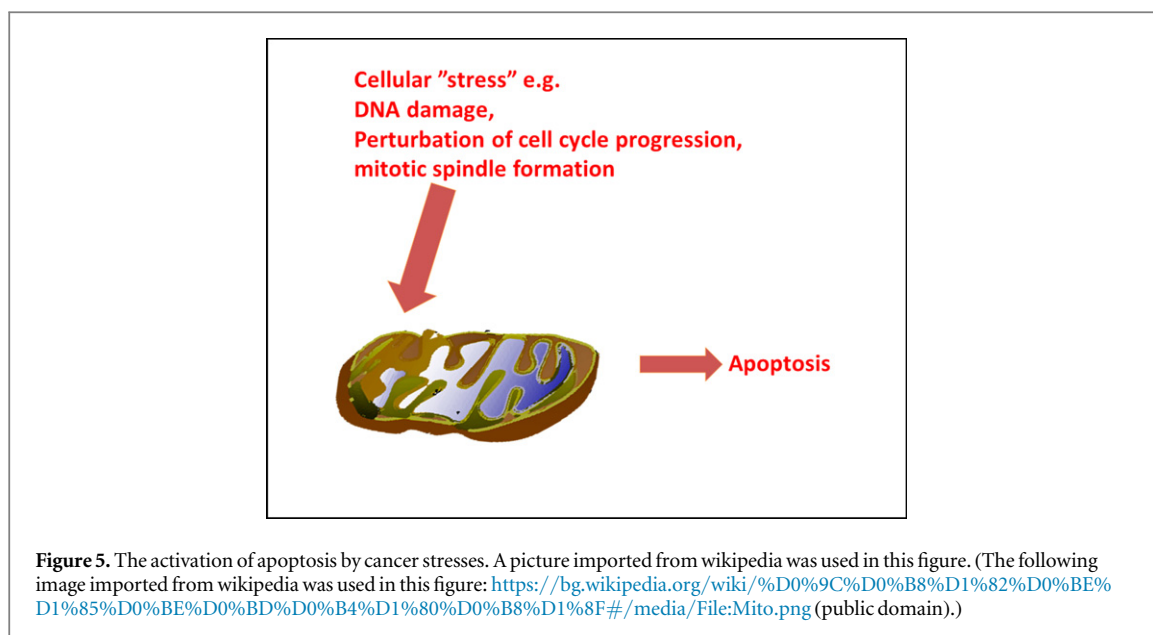 Cellular ”stress” e.g.
DNA damage,
Perturbation of cell cycle progression,
mitotic spindle formation
Apoptosis
Figure 5. The activation of apoptosis by cancer stresses. A picture imported from wikipedia was used in this figure. (The following
image imported from wikipedia was used in this figure: https://bg.wikipedia.org/wiki/%D0%9C%D0%B8%D1%82%D0%BE%
D1%85%D0%BE%D0%BD%D0%B4%D1%80%D0%B8%D1%8F#/media/File:Mito.png (public domain).)